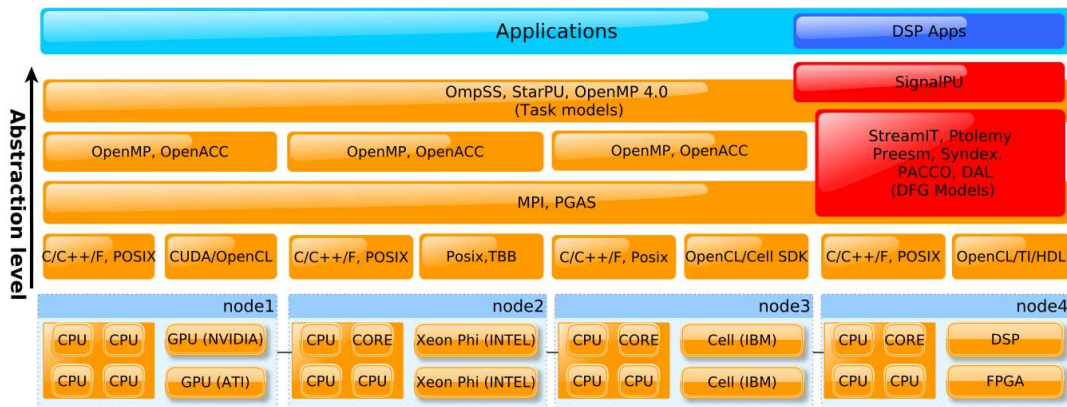 Applications
DSP Apps
Abstraction level
SignalPU
OmpSS, StarPU, OpenMP 4.0
(Task models)
OpenMP, OpenACC
OpenMP, OpenACC
OpenMP, OpenACC
StreamIT, Ptolemy
Preesm, Syndex,
PACCO, DAL
(DFG Models)
MPI, PGAS
C/C++/F, POSIX
CUDA/OpenCL
C/C++/F, POSIX
Posix,TBB
C/C++/F, Posix
OpenCL/Cell SDK
C/C++/F, POSIX
OpenCL/TI/HDL
node1
node2
node3
node4
CPU CPU
GPU (NVIDIA)
CPU CORE
Xeon Phi (INTEL)
CPU CORE
Cell (IBM)
CPU CORE
DSP
CPU CPU
GPU (ATI)
CPU CPU
Xeon Phi (INTEL)
CPU CPU
Cell (IBM)
CPU CPU
FPGA